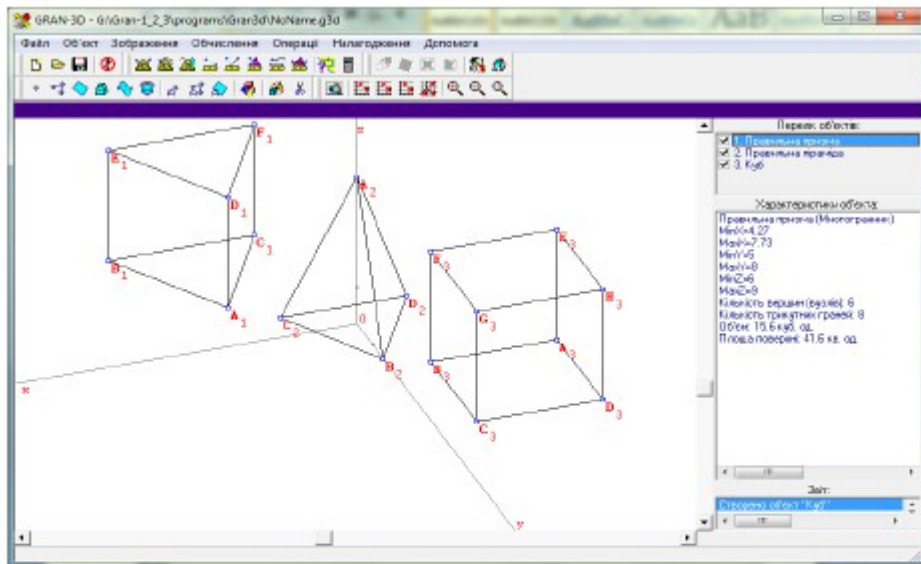 GRAN-3D - G:\Gran-1_2_3\programs\Gran3d\NoName.g3d
Файл Об'єкт Зображення Обчислення Операції Налагодження Допомога
Перелік об'єктів:
1. Правильна призма
2. Правильна піраміда
3. Куб
Характеристики об'єкта:
Правильна призма (Многогранник)
MinX=4.27
MaxX=7.73
MinY=5
MaxY=8
MinZ=6
MaxZ=9
Кількість вершин (вузлів): 6
Кількість трикутних граней: 8
Об'єм: 15.6 куб. од.
Площа поверхні: 41.6 кв. од.
Звіт:
Створено об'єкт "Куб"
E1
F1
D1
B1
C1
A1
z
A2
D2
C2
B2
0
x
y
G3
H3
A3
C3
D3